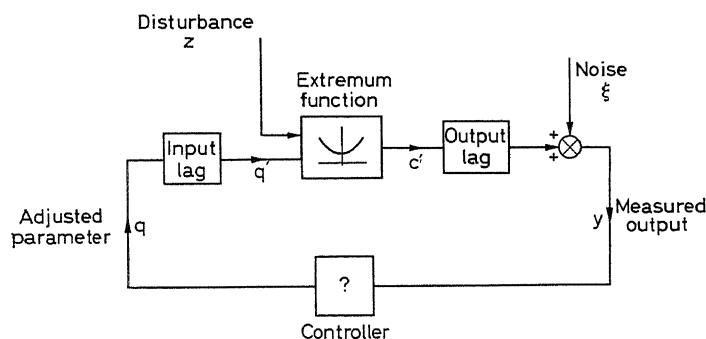 Disturbance
z
Extremum
function
Noise
ξ
Input
lag
q′
c′
Output
lag
+
+
Adjusted
parameter
q
y
Measured
output
?
Controller